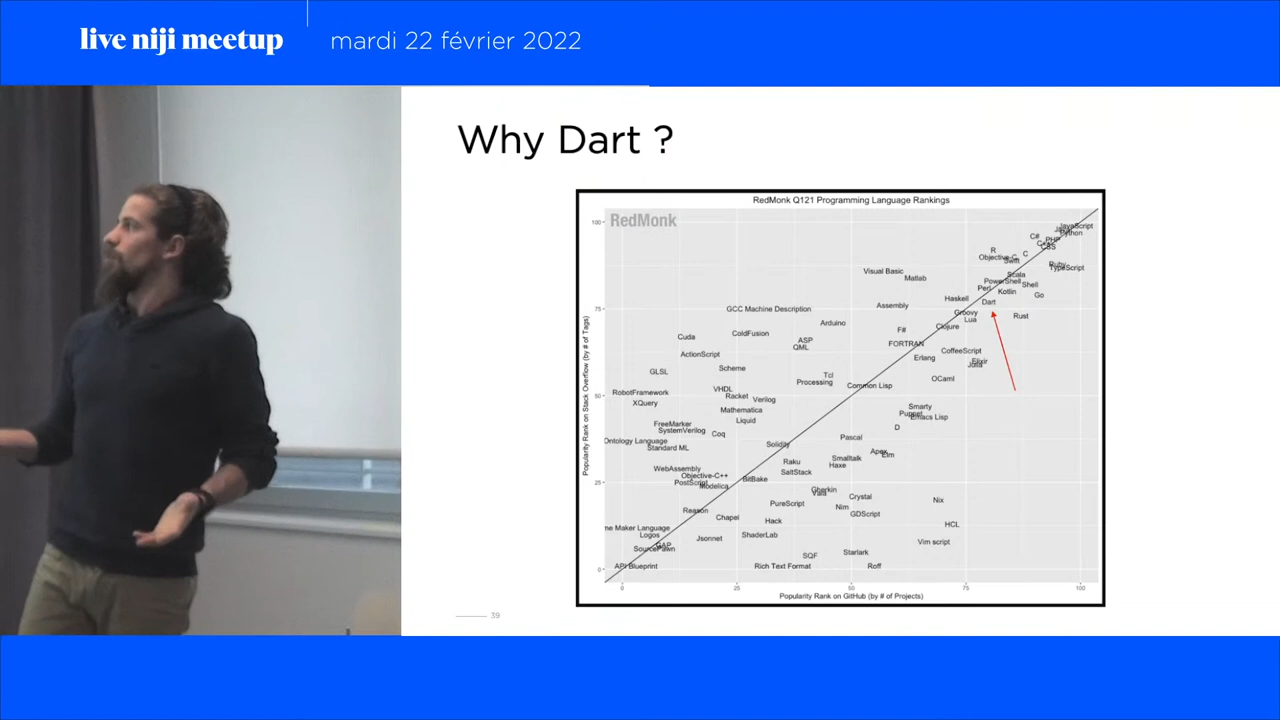 live niji meetup
mardi 22 février 2022
Why Dart ?
RedMonk Q121 Programming Language Rankings
RedMonk
Popularity Rank on Stack Overflow (by # of Tags)
100
75
50
25
0
JavaScript
Java
Python
C#
PHP
C++
CSS
R
C
Objective-C
Swift
Ruby
TypeScript
Visual Basic
Matlab
Scala
PowerShell
Shell
Perl
Kotlin
Go
Haskell
Dart
Assembly
GCC Machine Description
Groovy
Rust
Lua
Arduino
Clojure
F#
Cuda
ColdFusion
ASP
QML
FORTRAN
CoffeeScript
ActionScript
Erlang
Elixir
Julia
GLSL
Scheme
Tcl
Processing
OCaml
Common Lisp
RobotFramework
VHDL
Racket
Verilog
XQuery
Mathematica
Smarty
Puppet
Emacs Lisp
Liquid
FreeMarker
SystemVerilog
Coq
D
Ontology Language
Standard ML
Solidity
Pascal
Apex
Elm
Raku
Smalltalk
Haxe
WebAssembly
Objective-C++
SaltStack
PostScript
Modelica
BitBake
Gherkin
Vala
Crystal
Nix
PureScript
Nim
GDScript
Reason
Chapel
Hack
HCL
me Maker Language
Logos
Jsonnet
ShaderLab
Vim script
GAP
SourcePawn
SQF
Starlark
API Blueprint
Rich Text Format
Roff
0
25
50
75
100
Popularity Rank on GitHub (by # of Projects)
39